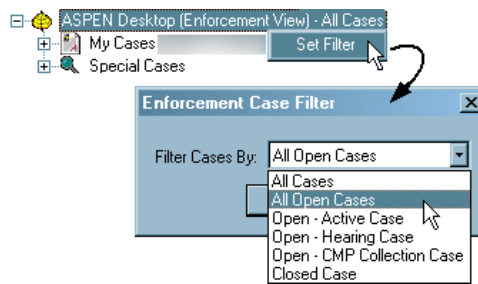 ASPEN Desktop (Enforcement View) - All Cases
My Cases
Set Filter
Special Cases
Enforcement Case Filter
Filter Cases By: All Open Cases
All Cases
All Open Cases
Open - Active Case
Open - Hearing Case
Open - CMP Collection Case
Closed Case